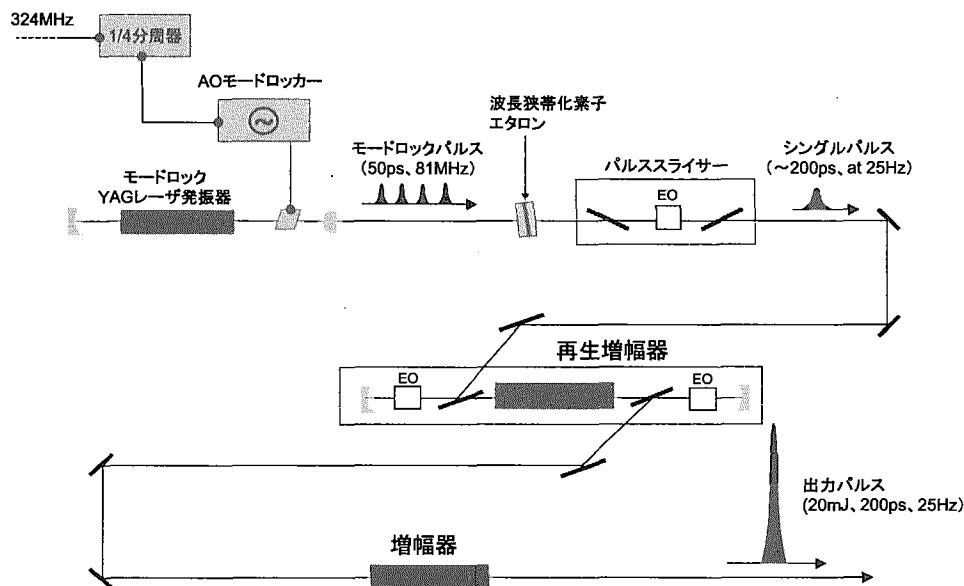 324MHz
1/4分周器
AOモードロッカー
波長狭帯化素子
エタロン
モードロックパルス
(50ps、81MHz)
シングルパルス
(~200ps、at 25Hz)
パルススライサー
EO
モードロック
YAGレーザ発振器
再生増幅器
EO
EO
出力パルス
(20mJ、200ps、25Hz)
増幅器